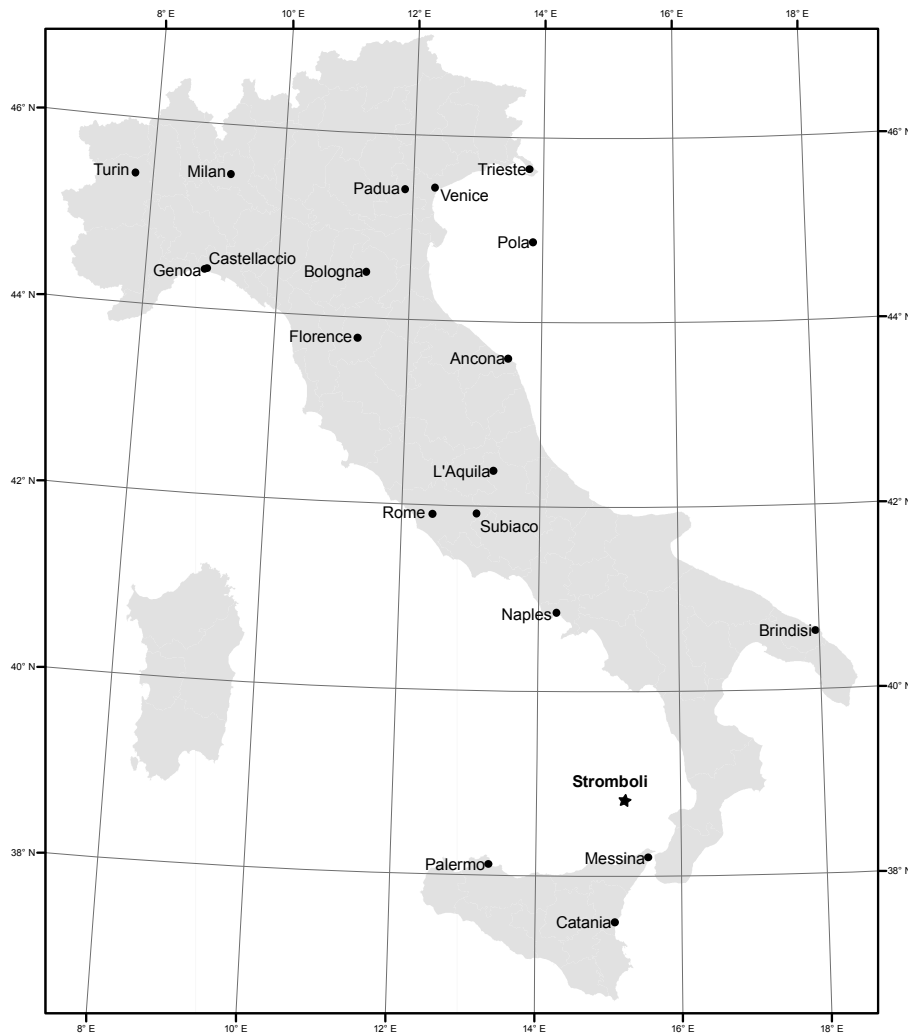 8° E
10° E
12° E
14° E
16° E
18° E
46° N
46° N
Turin
Milan
Trieste
Padua
Venice
Pola
Castellaccio
Genoa
Bologna
44° N
44° N
Florence
Ancona
L'Aquila
42° N
42° N
Rome
Subiaco
Naples
Brindisi
40° N
40° N
Stromboli
38° N
Messina
Palermo
38° N
Catania
8° E
10° E
12° E
14° E
16° E
18° E